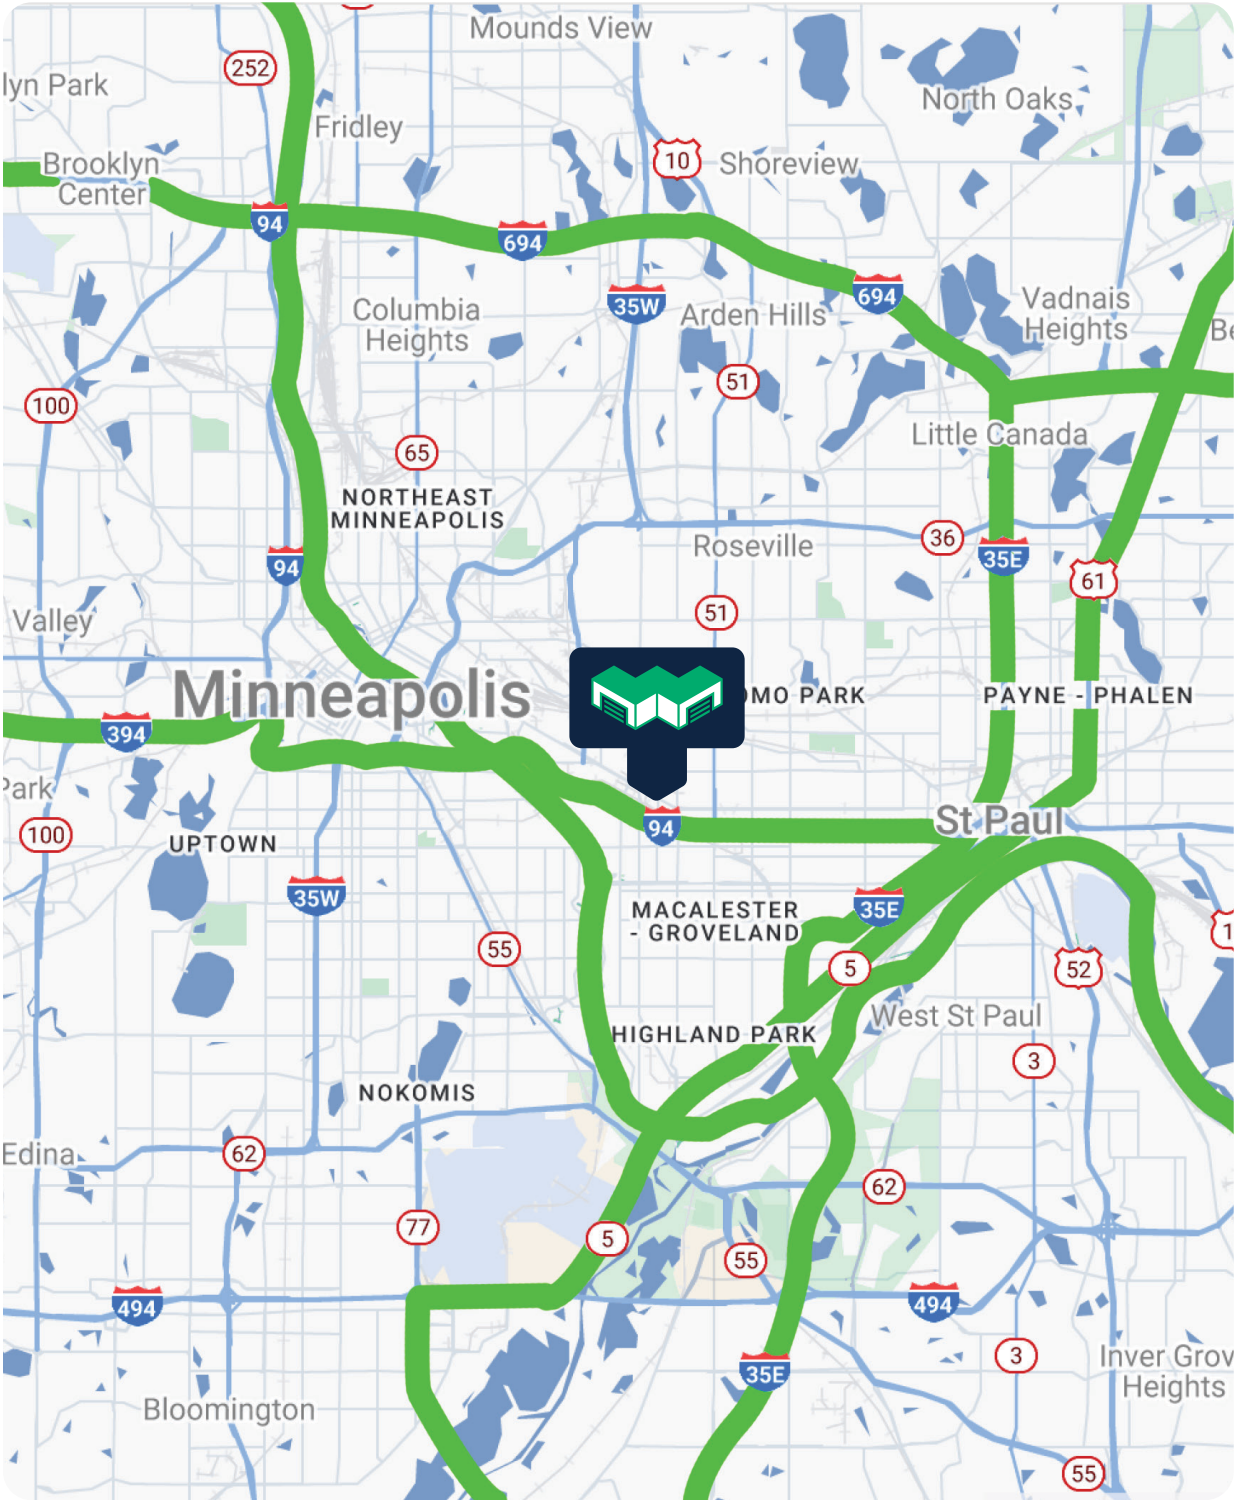 Mounds View
252
lyn Park
North Oaks
Fridley
10
Shoreview
Brooklyn
Center
94
694
694
35W
Vadnais
Heights
Columbia
Heights
Arden Hills
Be
51
100
Little Canada
65
NORTHEAST
MINNEAPOLIS
36
Roseville
35E
94
61
51
Valley
Minneapolis
OMO PARK
PAYNE - PHALEN
394
Park
St Paul
94
100
UPTOWN
35W
35E
MACALESTER
- GROVELAND
1
55
5
52
West St Paul
HIGHLAND PARK
3
NOKOMIS
Edina
62
62
77
5
55
494
494
3
Inver Grov
Heights
35E
Bloomington
55